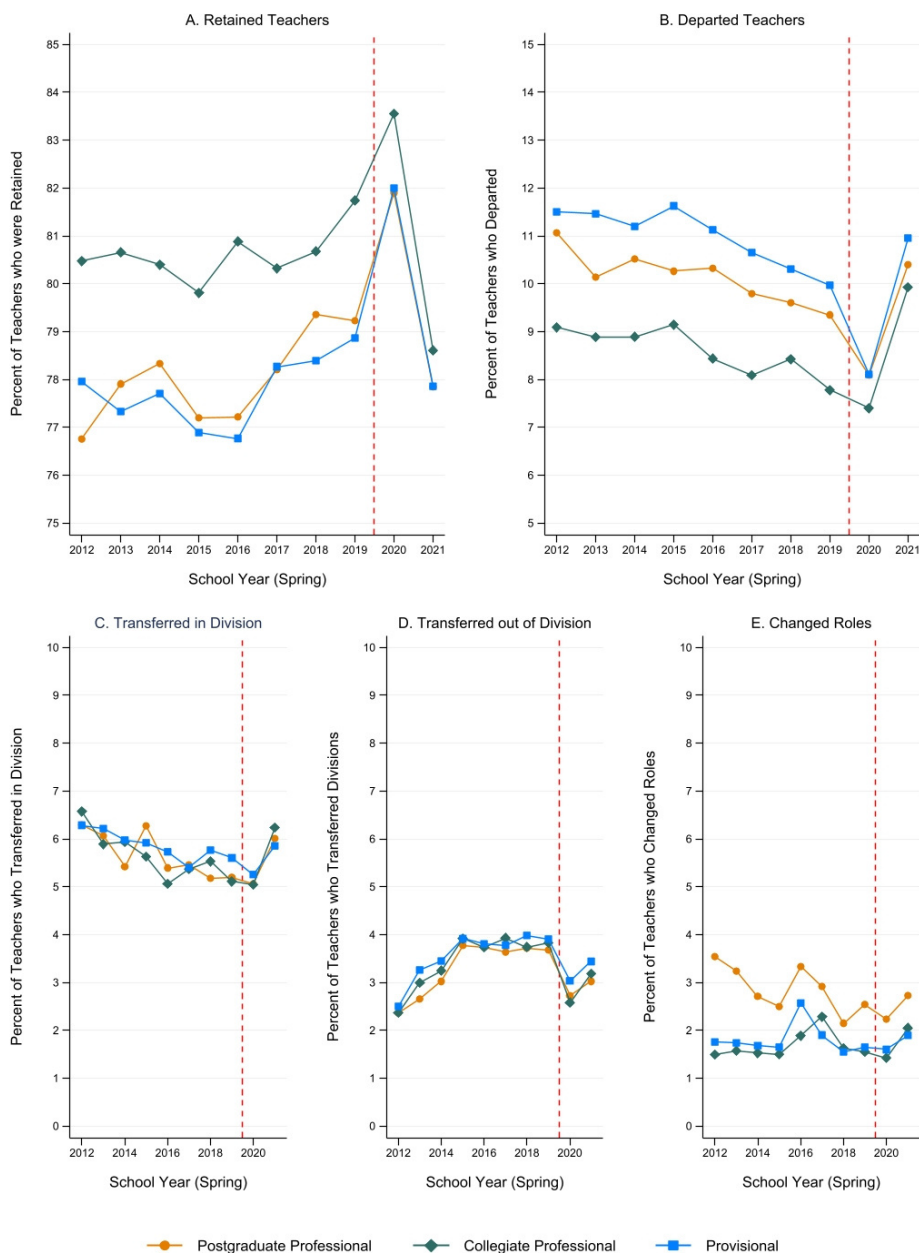 A. Retained Teachers
Percent of Teachers who were Retained
85
84
83
82
81
80
79
78
77
76
75
2012 2013 2014 2015 2016 2017 2018 2019 2020 2021
School Year (Spring)
B. Departed Teachers
Percent of Teachers who Departed
15
14
13
12
11
10
9
8
7
6
5
2012 2013 2014 2015 2016 2017 2018 2019 2020 2021
School Year (Spring)
C. Transferred in Division
Percent of Teachers who Transferred in Division
10
9
8
7
6
5
4
3
2
1
0
2012 2014 2016 2018 2020
School Year (Spring)
D. Transferred out of Division
Percent of Teachers who Transferred Divisions
10
9
8
7
6
5
4
3
2
1
0
2012 2014 2016 2018 2020
School Year (Spring)
E. Changed Roles
Percent of Teachers who Changed Roles
10
9
8
7
6
5
4
3
2
1
0
2012 2014 2016 2018 2020
School Year (Spring)
Postgraduate Professional Collegiate Professional Provisional